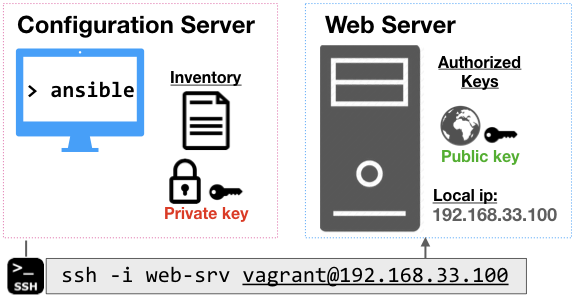 Configuration Server
> ansible
Inventory
Private key
Web Server
Authorized
Keys
Public key
Local ip:
192.168.33.100
>_
SSH
ssh -i web-srv vagrant@192.168.33.100